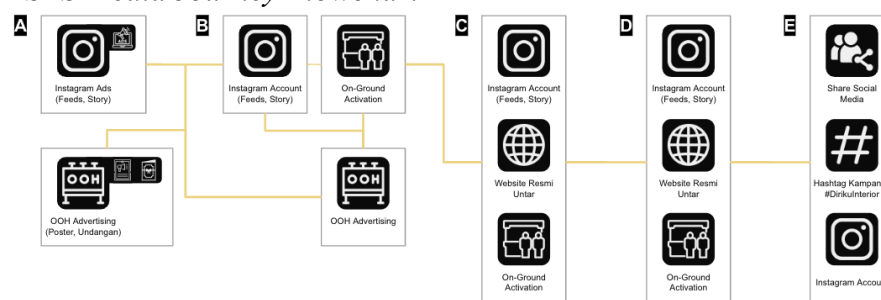 A
B
C
D
E
Instagram Ads
(Feeds, Story)
Instagram Account
(Feeds, Story)
On-Ground
Activation
Instagram Account
(Feeds, Story)
Instagram Account
(Feeds, Story)
Share Social
Media
OOH
OOH Advertising
(Poster, Undangan)
OOH
OOH Advertising
Website Resmi
Untar
Website Resmi
Untar
Hashtag Kampan
#DirikuInterior
On-Ground
Activation
On-Ground
Activation
Instagram Accou